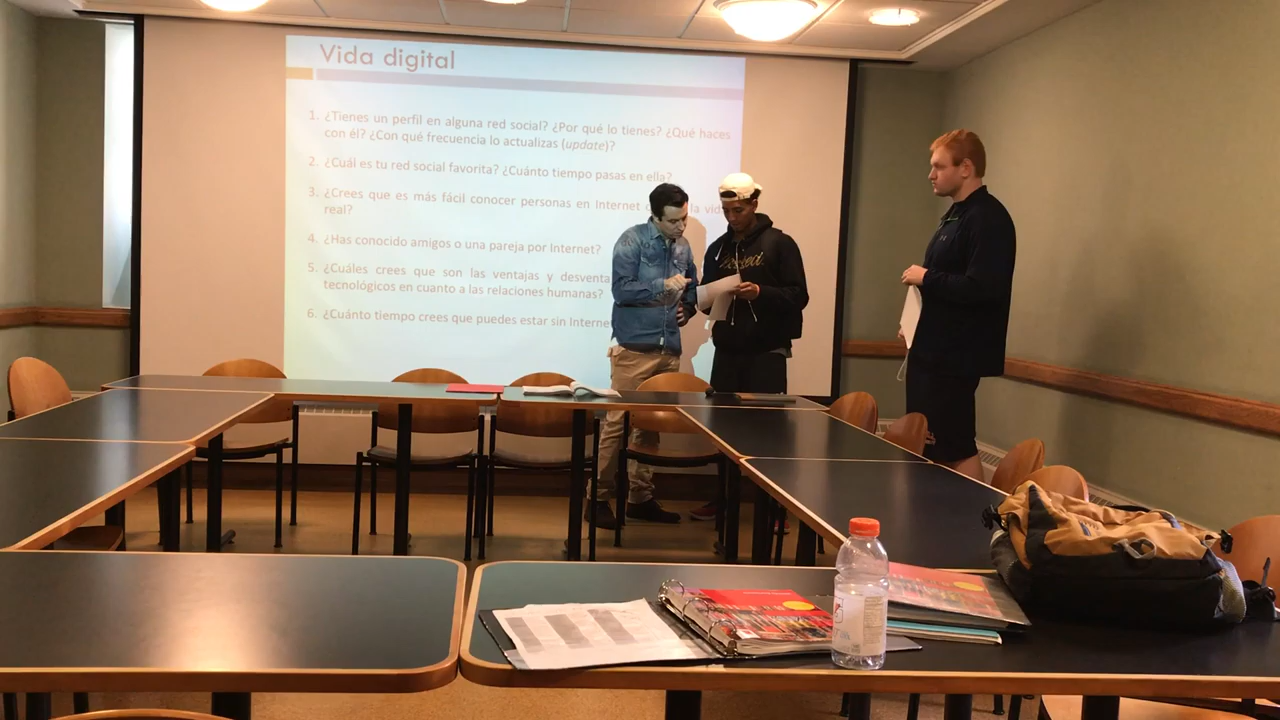 Vida digital
1. ¿Tienes un perfil en alguna red social? ¿Por qué lo tienes? ¿Qué haces
con él? ¿Con qué frecuencia lo actualizas (update)?
2. ¿Cuál es tu red social favorita? ¿Cuánto tiempo pasas en ella?
3. ¿Crees que es más fácil conocer personas en Internet la vida
real?
4. ¿Has conocido amigos o una pareja por Internet?
5. ¿Cuáles crees que son las ventajas y desventa
tecnológicos en cuanto a las relaciones humanas?
6. ¿Cuánto tiempo crees que puedes estar sin Interne